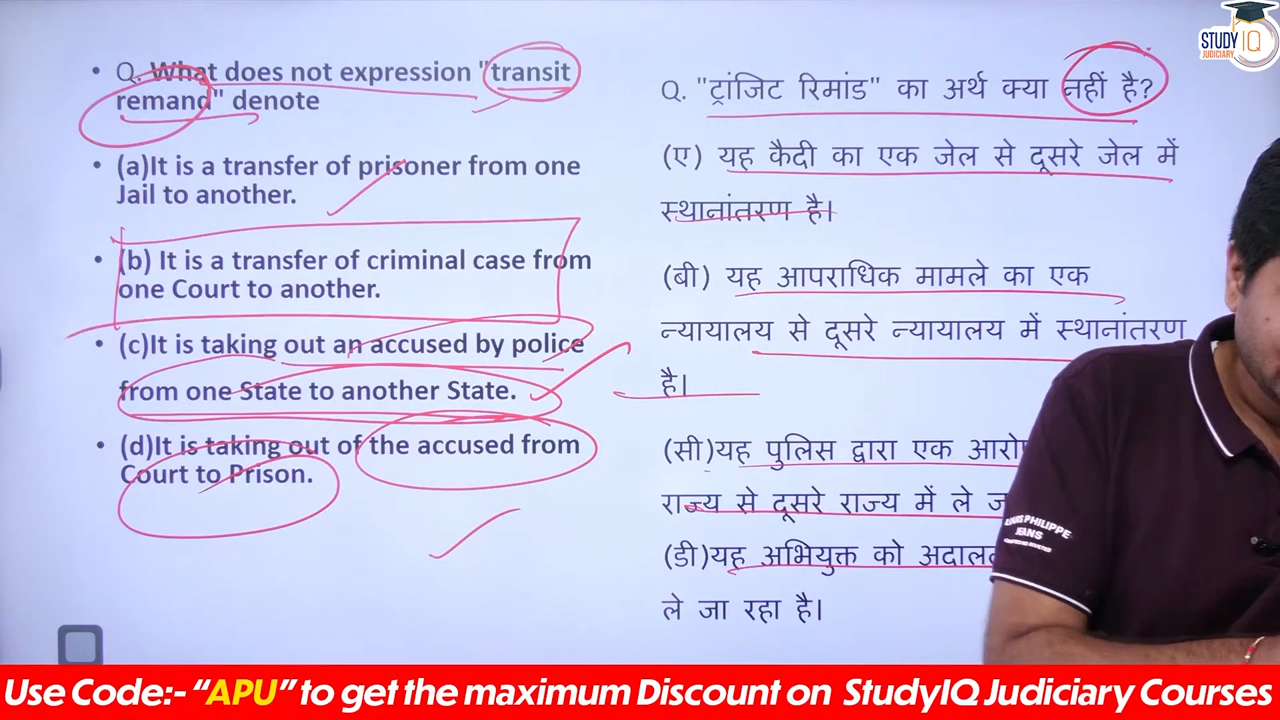 STUDY IQ
JUDICIARY
• Q. What does not expression "transit
remand" denote
• (a)It is a transfer of prisoner from one
Jail to another.
• (b) It is a transfer of criminal case from
one Court to another.
• (c)It is taking out an accused by police
from one State to another State.
• (d)It is taking out of the accused from
Court to Prison.
Q. "ट्रांजिट रिमांड" का अर्थ क्या नहीं है?
(ए) यह कैदी का एक जेल से दूसरे जेल में
स्थानांतरण है।
(बी) यह आपराधिक मामले का एक
न्यायालय से दूसरे न्यायालय में स्थानांतरण
है।
(सी)यह पुलिस द्वारा एक
राज्य से दूसरे राज्य में ले
(डी)यह अभियुक्त को
ले जा रहा है।
LOUIS PHILIPPE
JEANS
Use Code:- “APU” to get the maximum Discount on StudyIQ Judiciary Courses